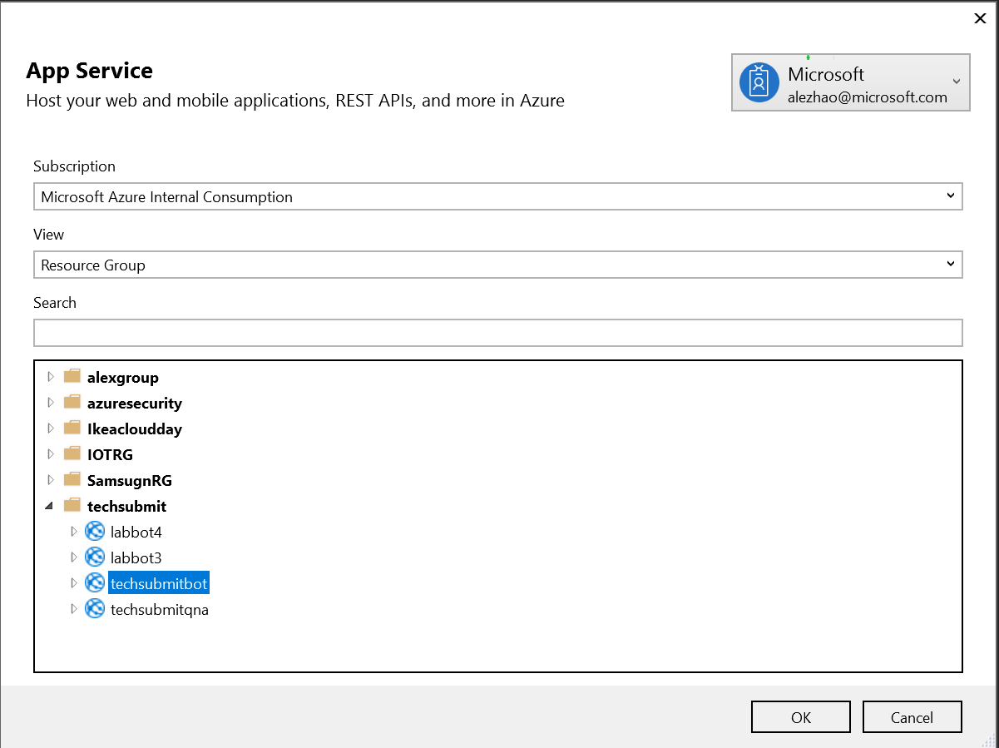 App Service
Host your web and mobile applications, REST APIs, and more in Azure
Microsoft
alezhao@microsoft.com
Subscription
Microsoft Azure Internal Consumption
View
Resource Group
Search
alexgroup
azuresecurity
Ikeacloudday
IOTRG
SamsugnRG
techsubmit
labbot4
labbot3
techsubmitbot
techsubmitqna
OK
Cancel